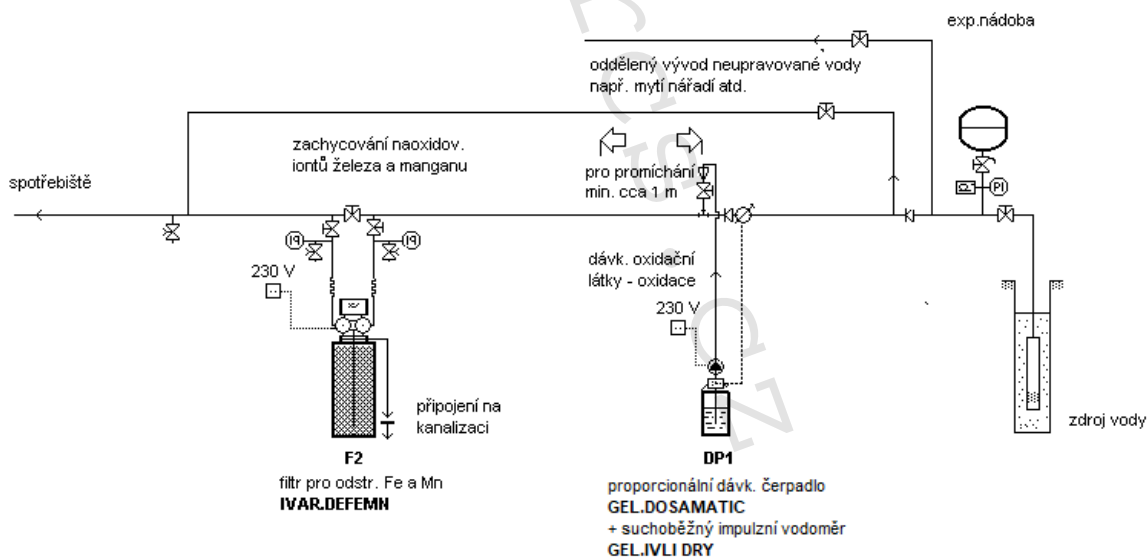 exp.nádoba
oddělený vývod neupravované vody
např. mytí nářadí atd.
zachycování naoxidov.
iontů železa a manganu
pro promíchání
min. cca 1 m
spotřebiště
PI
dávk. oxidační
látky - oxidace
230 V
230 V
připojení na
kanalizaci
zdroj vody
F2
filtr pro odstr. Fe a Mn
IVAR.DEFEMN
DP1
proporcionální dávk. čerpadlo
GEL.DOSAMATIC
+ suchoběžný impulzní vodoměr
GEL.IVLI DRY